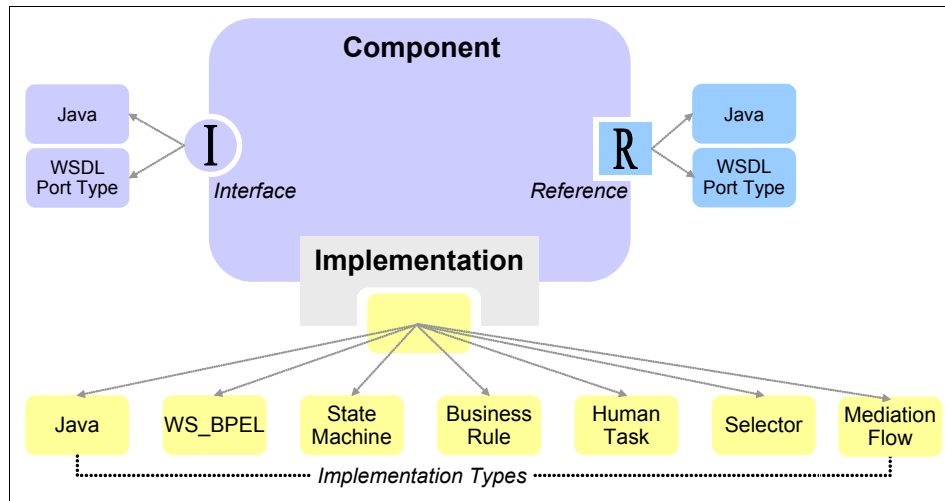 Component
Java
WSDL
Port Type
I
Interface
R
Reference
Java
WSDL
Port Type
Implementation
Java
WS_BPEL
State
Machine
Business
Rule
Human
Task
Selector
Mediation
Flow
Implementation Types